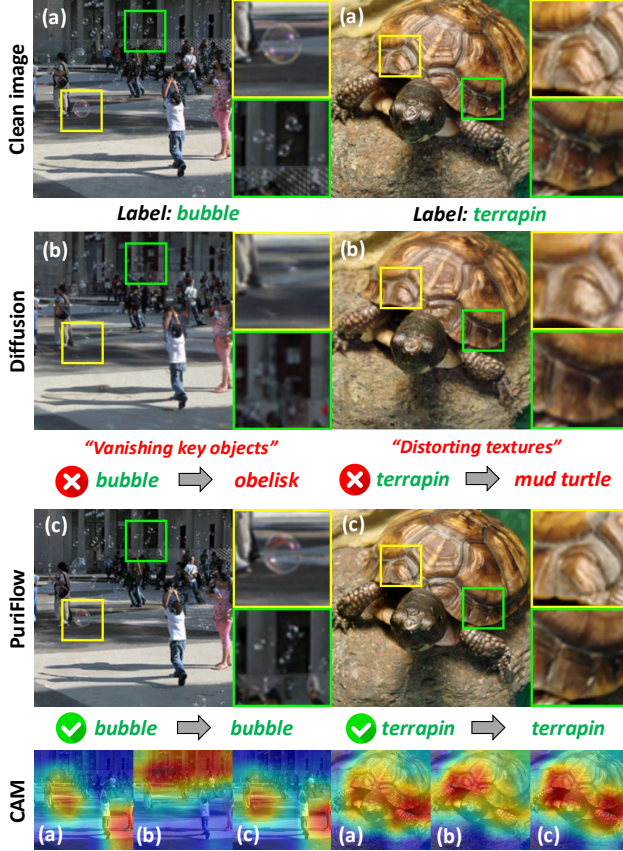 Clean image
(a)
(a)
Label: bubble
Label: terrapin
Diffusion
(b)
(b)
“Vanishing key objects”
“Distorting textures”
bubble
obelisk
terrapin
mud turtle
PuriFlow
(c)
(c)
bubble
bubble
terrapin
terrapin
CAM
(a)
(b)
(c)
(a)
(b)
(c)